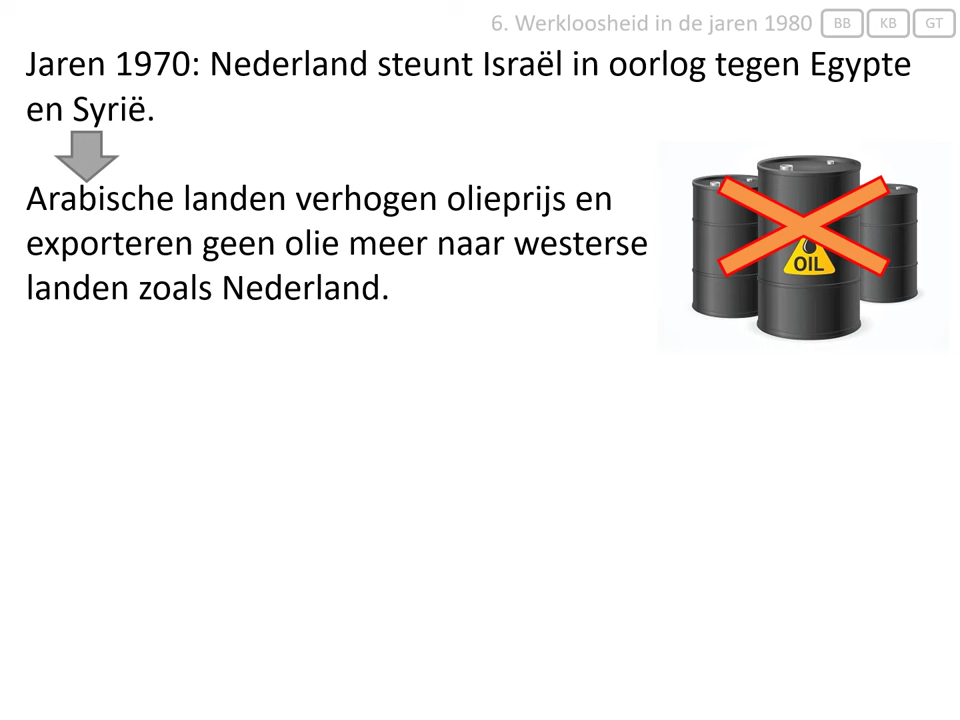 6. Werkloosheid in de jaren 1980 BB KB GT
Jaren 1970: Nederland steunt Israël in oorlog tegen Egypte
en Syrië.
Arabische landen verhogen olieprijs en
exporteren geen olie meer naar westerse
landen zoals Nederland.
OIL